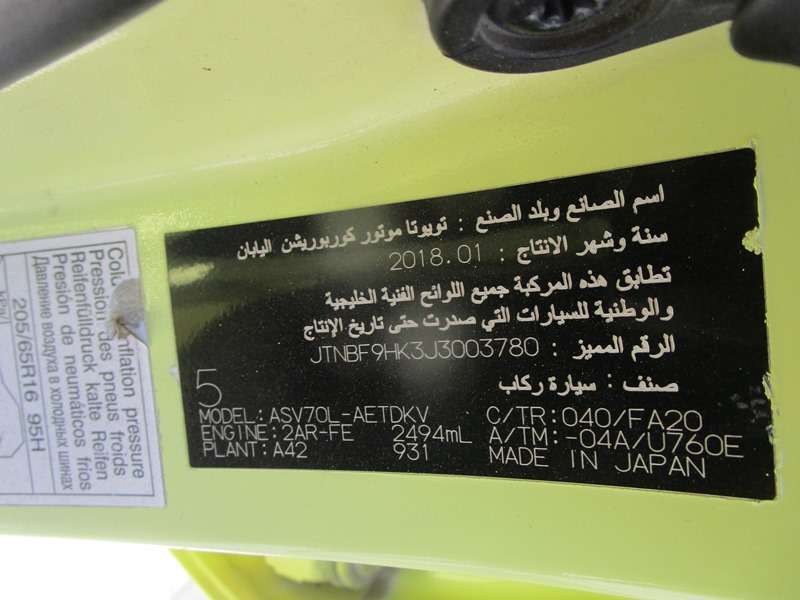 اسم الصانع وبلد الصنع : تويوتا موتور كوربوريشن اليابان
سنة وشهر الانتاج : 2018.01
تطابق هذه المركبة جميع اللوائح الفنية الخليجية
والوطنية للسيارات التي صدرت حتى تاريخ الإنتاج
الرقم المميز : JTNBF9HK3J3003780
صنف : سيارة ركاب
5
MODEL:ASV70L-AETDKV C/TR:040/FA20
ENGINE:2AR-FE 2494mL A/TM:-04A/U760E
PLANT:A42 931 MADE IN JAPAN
Cold inflation pressure
Pression des pneus froids
Reifenfülldruck kalte Reifen
Presión de neumáticos frios
Давление воздуха в холодных шинах
205/65R16 95H